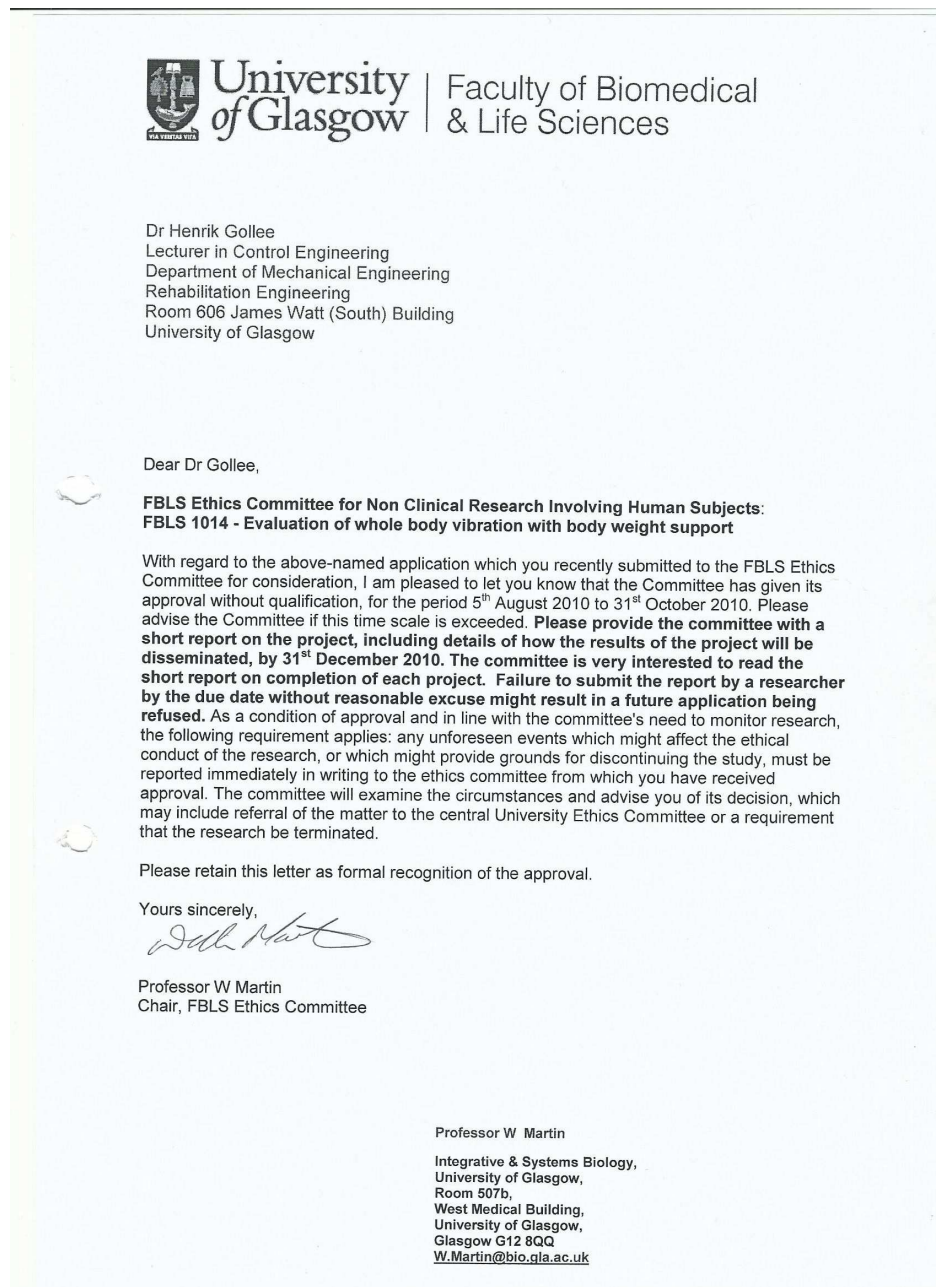 University of Glasgow | Faculty of Biomedical & Life Sciences
VIA VERITAS VITA
Dr Henrik Gollee
Lecturer in Control Engineering
Department of Mechanical Engineering
Rehabilitation Engineering
Room 606 James Watt (South) Building
University of Glasgow
Dear Dr Gollee,
FBLS Ethics Committee for Non Clinical Research Involving Human Subjects:
FBLS 1014 - Evaluation of whole body vibration with body weight support
With regard to the above-named application which you recently submitted to the FBLS Ethics
Committee for consideration, I am pleased to let you know that the Committee has given its
approval without qualification, for the period 5th August 2010 to 31st October 2010. Please
advise the Committee if this time scale is exceeded. Please provide the committee with a
short report on the project, including details of how the results of the project will be
disseminated, by 31st December 2010. The committee is very interested to read the
short report on completion of each project.  Failure to submit the report by a researcher
by the due date without reasonable excuse might result in a future application being
refused. As a condition of approval and in line with the committee's need to monitor research,
the following requirement applies: any unforeseen events which might affect the ethical
conduct of the research, or which might provide grounds for discontinuing the study, must be
reported immediately in writing to the ethics committee from which you have received
approval. The committee will examine the circumstances and advise you of its decision, which
may include referral of the matter to the central University Ethics Committee or a requirement
that the research be terminated.
Please retain this letter as formal recognition of the approval.
Yours sincerely,
Professor W Martin
Chair, FBLS Ethics Committee
Professor W  Martin
Integrative & Systems Biology,
University of Glasgow,
Room 507b,
West Medical Building,
University of Glasgow,
Glasgow G12 8QQ
W.Martin@bio.gla.ac.uk